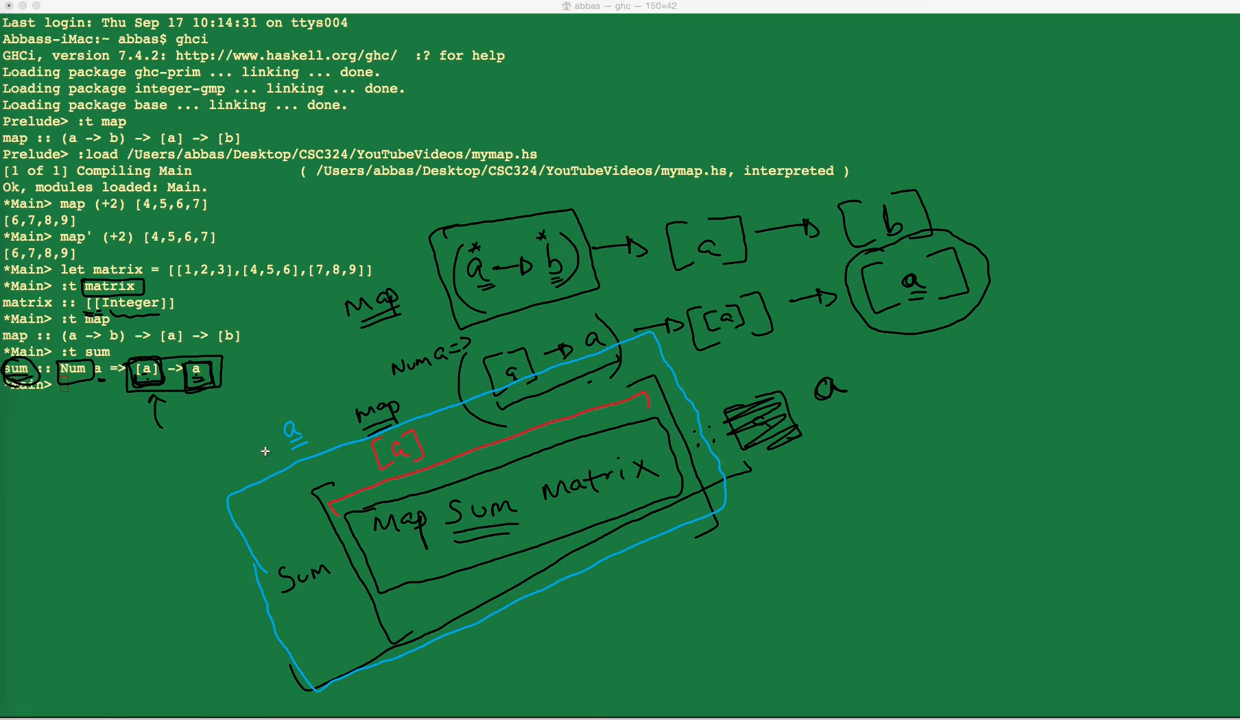 abbas — ghc — 150×42
Last login: Thu Sep 17 10:14:31 on ttys004
Abbass-iMac:~ abbas$ ghci
GHCi, version 7.4.2: http://www.haskell.org/ghc/  :? for help
Loading package ghc-prim ... linking ... done.
Loading package integer-gmp ... linking ... done.
Loading package base ... linking ... done.
Prelude> :t map
map :: (a -> b) -> [a] -> [b]
Prelude> :load /Users/abbas/Desktop/CSC324/YouTubeVideos/mymap.hs
[1 of 1] Compiling Main             ( /Users/abbas/Desktop/CSC324/YouTubeVideos/mymap.hs, interpreted )
Ok, modules loaded: Main.
*Main> map (+2) [4,5,6,7]
[6,7,8,9]
*Main> map' (+2) [4,5,6,7]
[6,7,8,9]
*Main> let matrix = [[1,2,3],[4,5,6],[7,8,9]]
*Main> :t matrix
matrix :: [[Integer]]
*Main> :t map
map :: (a -> b) -> [a] -> [b]
*Main> :t sum
sum :: Num a => [a] -> a
*Main>
Map (a* -> b*) -> [a] -> [b]
Map Num a => ([a] -> a) -> [[a]] -> [a]
a
[a]
Sum [Map Sum Matrix] :: a